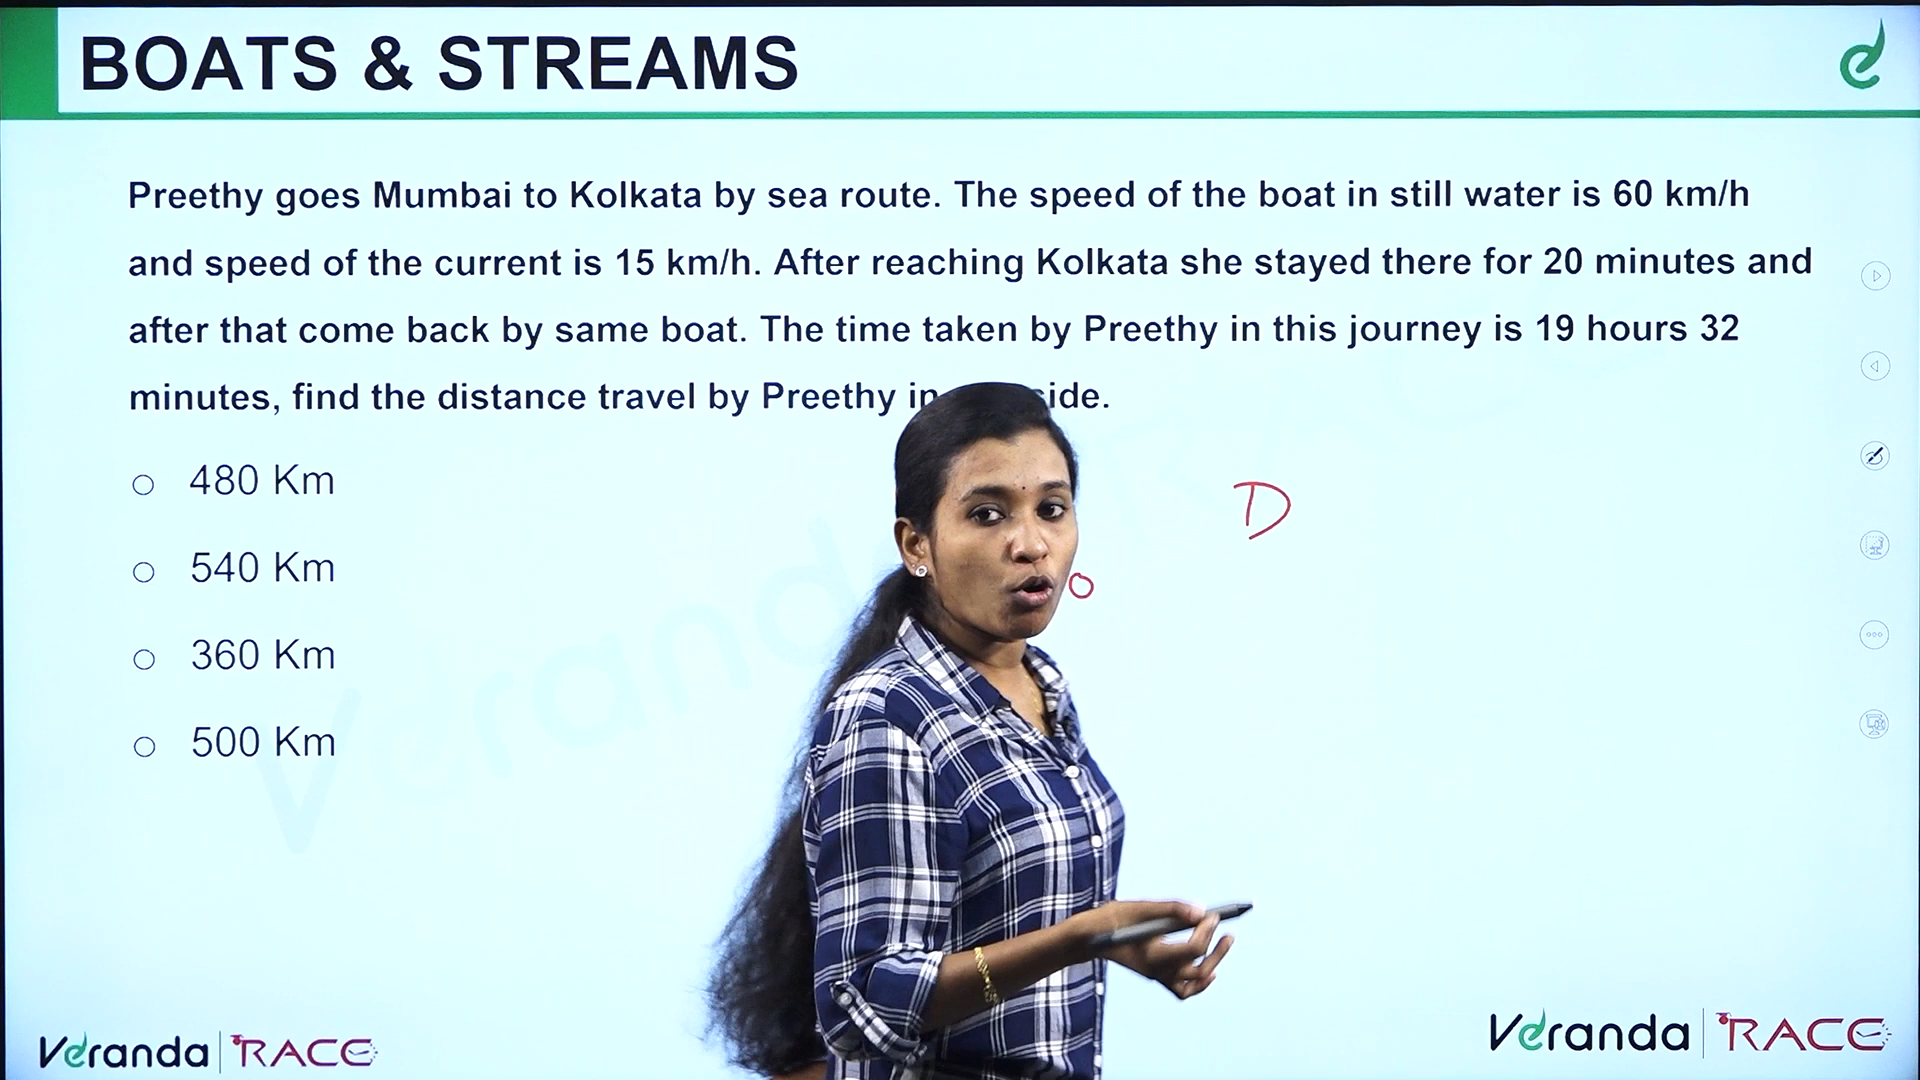 BOATS & STREAMS
Preethy goes Mumbai to Kolkata by sea route. The speed of the boat in still water is 60 km/h
and speed of the current is 15 km/h. After reaching Kolkata she stayed there for 20 minutes and
after that come back by same boat. The time taken by Preethy in this journey is 19 hours 32
minutes, find the distance travel by Preethy in side.
480 Km
540 Km
360 Km
500 Km
D
Veranda RACE
Veranda RACE